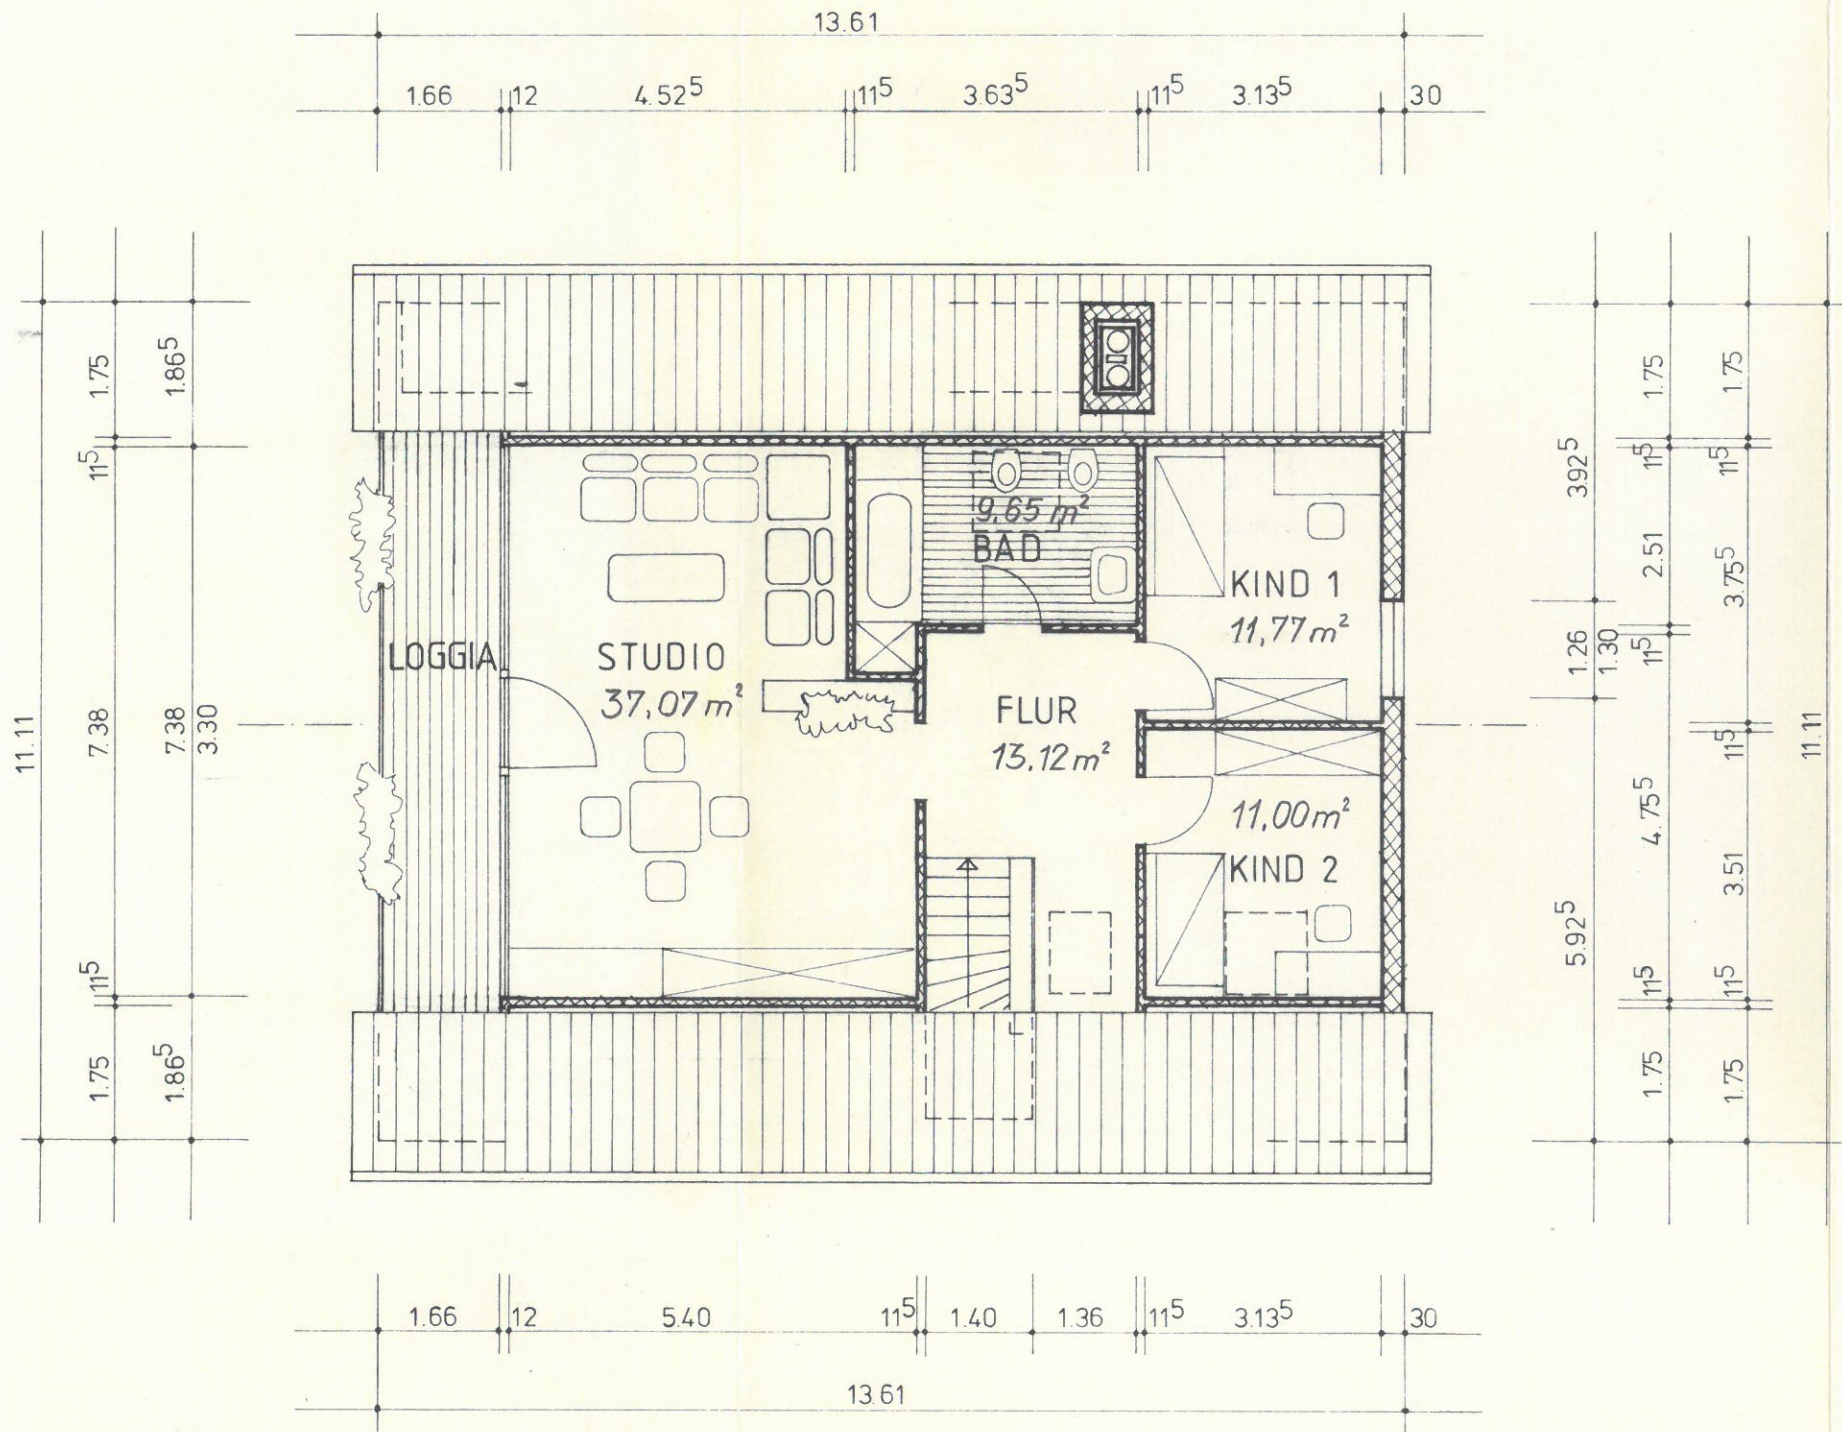 13.61
1.66 12 4.52⁵ 11⁵ 3.63⁵ 11⁵ 3.13⁵ 30
11.11
1.75 11⁵ 7.38 11⁵ 1.75
1.86⁵ 7.38 3.30 1.86⁵
9,65 m²
BAD
KIND 1
11,77 m²
LOGGIA
STUDIO
37,07 m²
FLUR
13,12 m²
11,00 m²
KIND 2
3.92⁵ 1.26 1.30 5.92⁵
1.75 11⁵ 2.51 11⁵ 4.75⁵ 11⁵ 1.75
1.75 11⁵ 3.75⁵ 11⁵ 3.51 11⁵ 1.75
11.11
1.66 12 5.40 11⁵ 1.40 1.36 11⁵ 3.13⁵ 30
13.61